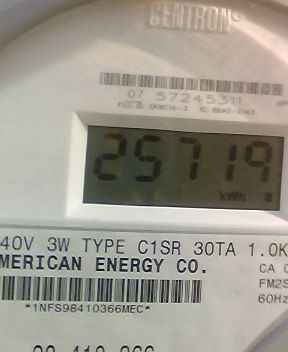 CENTRON®
07 57245311
25719
kWh
40V 3W TYPE C1SR 30TA 1.0K
MERICAN ENERGY CO.
CA
FM2S
60Hz
*1NFS98410366MEC*